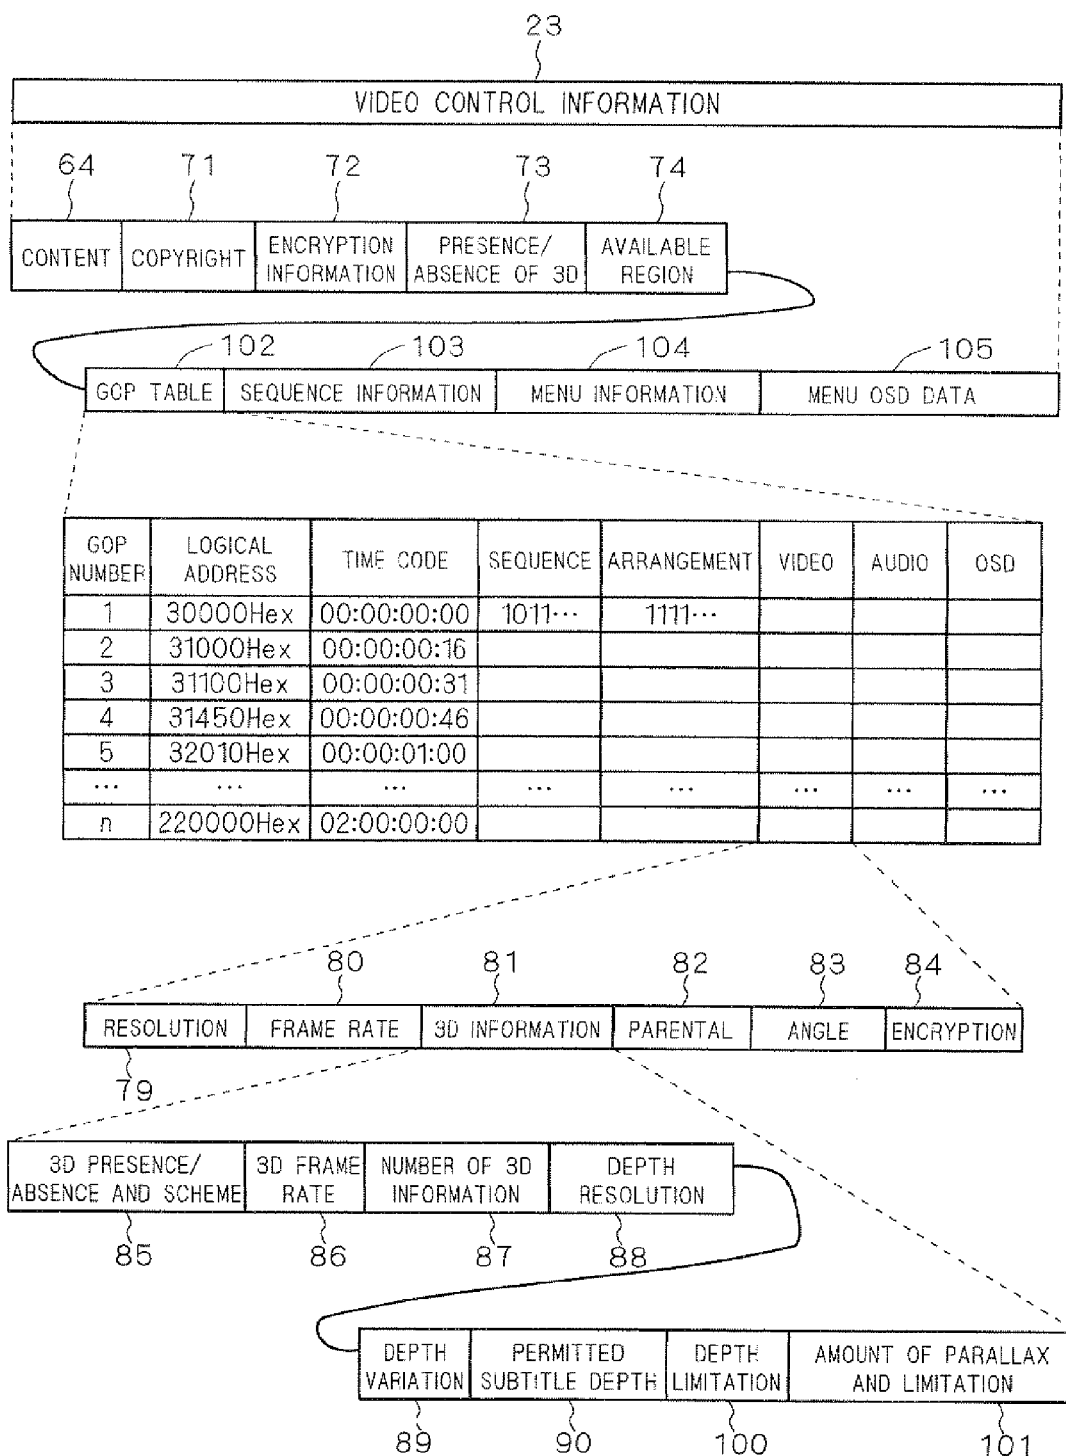 23
VIDEO CONTROL INFORMATION
64 71 72 73 74
CONTENT COPYRIGHT ENCRYPTION INFORMATION PRESENCE/ ABSENCE OF 3D AVAILABLE REGION
102 103 104 105
GOP TABLE SEQUENCE INFORMATION MENU INFORMATION MENU OSD DATA
GOP NUMBER LOGICAL ADDRESS TIME CODE SEQUENCE ARRANGEMENT VIDEO AUDIO OSD
1 30000Hex 00:00:00:00 1011··· 1111···
2 31000Hex 00:00:00:16
3 31100Hex 00:00:00:31
4 31450Hex 00:00:00:46
5 32010Hex 00:00:01:00
··· ··· ··· ··· ··· ··· ··· ···
n 220000Hex 02:00:00:00
80 81 82 83 84
RESOLUTION FRAME RATE 3D INFORMATION PARENTAL ANGLE ENCRYPTION
79
3D PRESENCE/ ABSENCE AND SCHEME 3D FRAME RATE NUMBER OF 3D INFORMATION DEPTH RESOLUTION
85 86 87 88
DEPTH VARIATION PERMITTED SUBTITLE DEPTH DEPTH LIMITATION AMOUNT OF PARALLAX AND LIMITATION
89 90 100 101